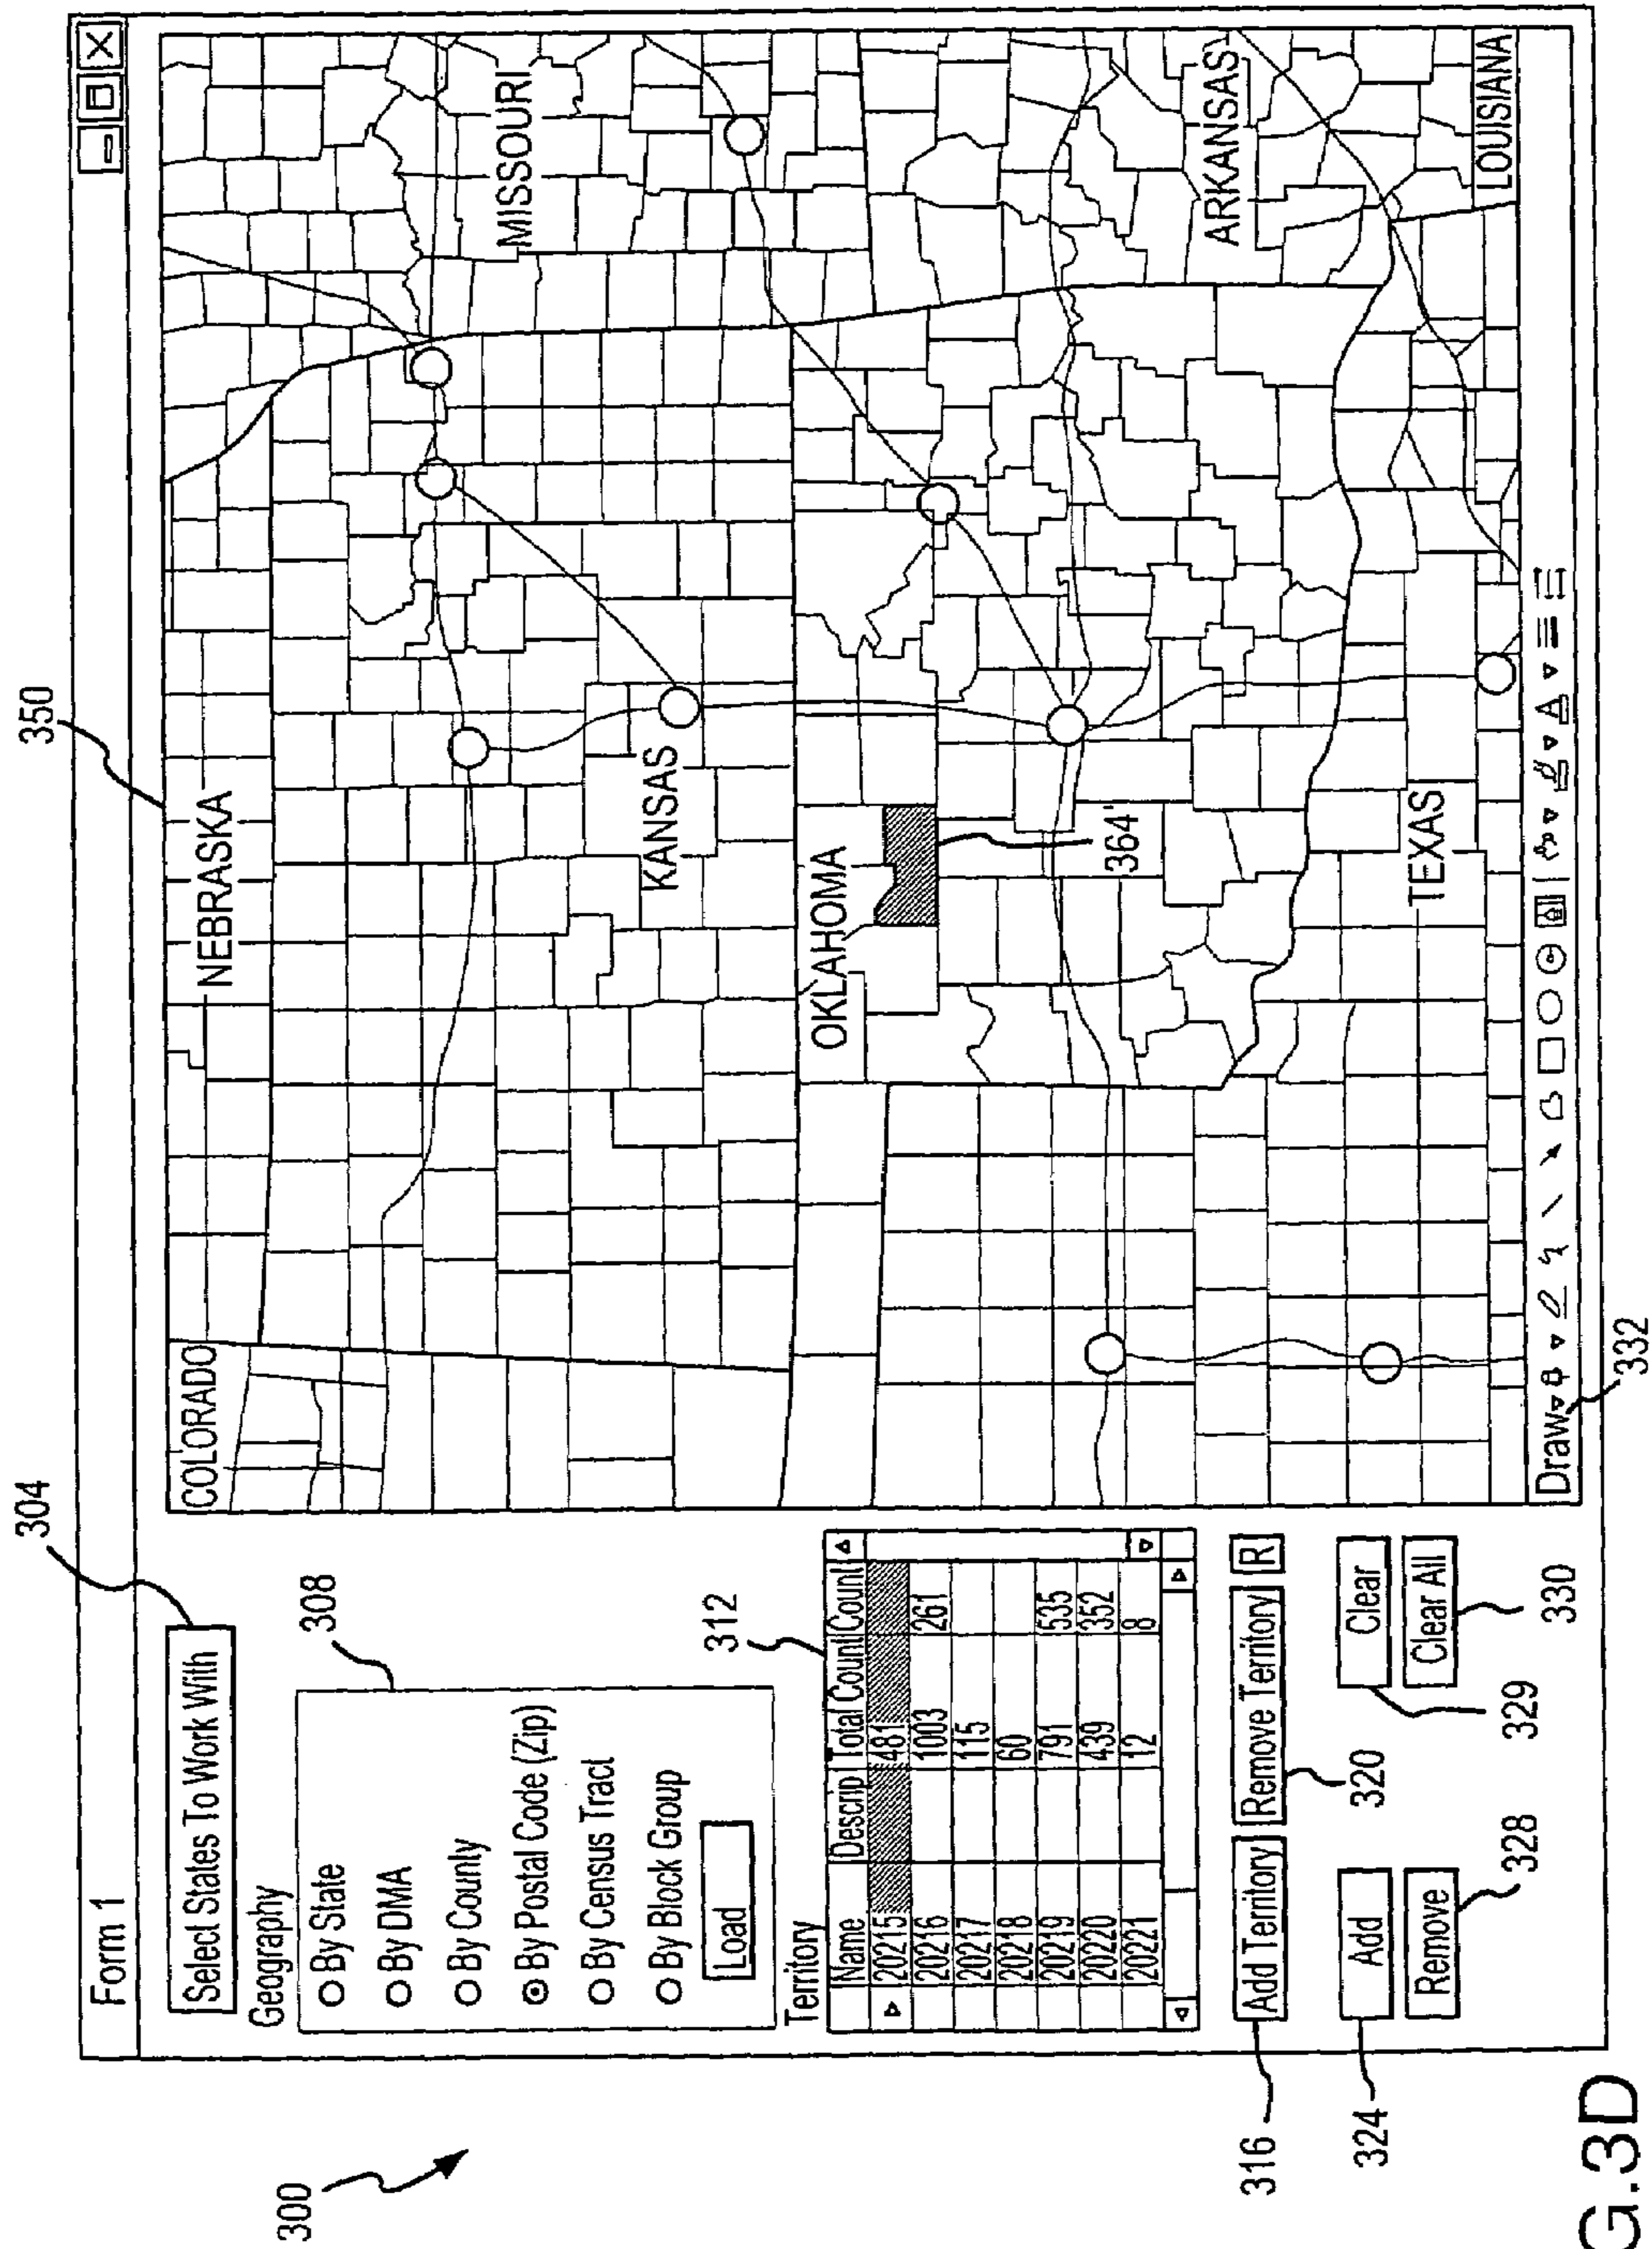 300
Form 1
304
Select States To Work With
Geography
308
By State
By DMA
By County
By Postal Code (Zip)
By Census Tract
By Block Group
Load
Territory
312
Name Descrip Total Count Count
20215 481
20216 1003 261
20217 115
20218 60
20219 791 535
20220 439 352
20221 12 8
Add Territory Remove Territory R
316
320
Add Clear
Remove Clear All
324
328
329
330
350
COLORADO
NEBRASKA
MISSOURI
KANSAS
OKLAHOMA
364'
ARKANSAS
TEXAS
LOUISIANA
Draw
A
332
G.3D